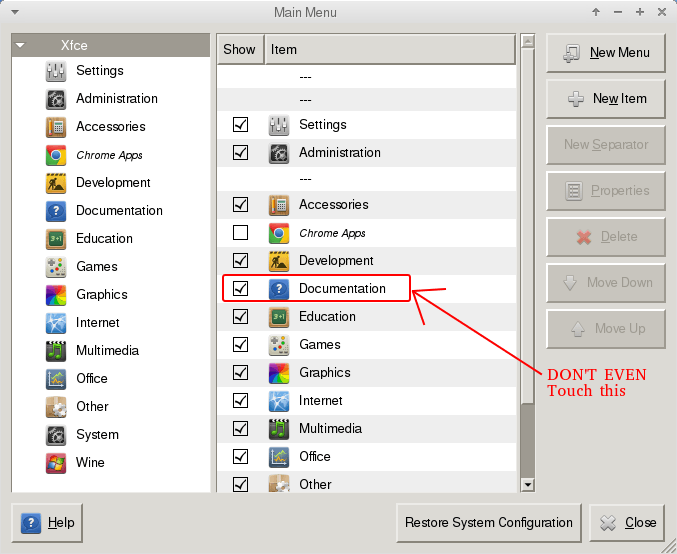 Main Menu
Xfce
Settings
Administration
Accessories
Chrome Apps
Development
Documentation
Education
Games
Graphics
Internet
Multimedia
Office
Other
System
Wine
Show Item
---
---
Settings
Administration
---
Accessories
Chrome Apps
Development
Documentation
Education
Games
Graphics
Internet
Multimedia
Office
Other
New Menu
New Item
New Separator
Properties
Delete
Move Down
Move Up
DON'T EVEN
Touch this
Help
Restore System Configuration
Close